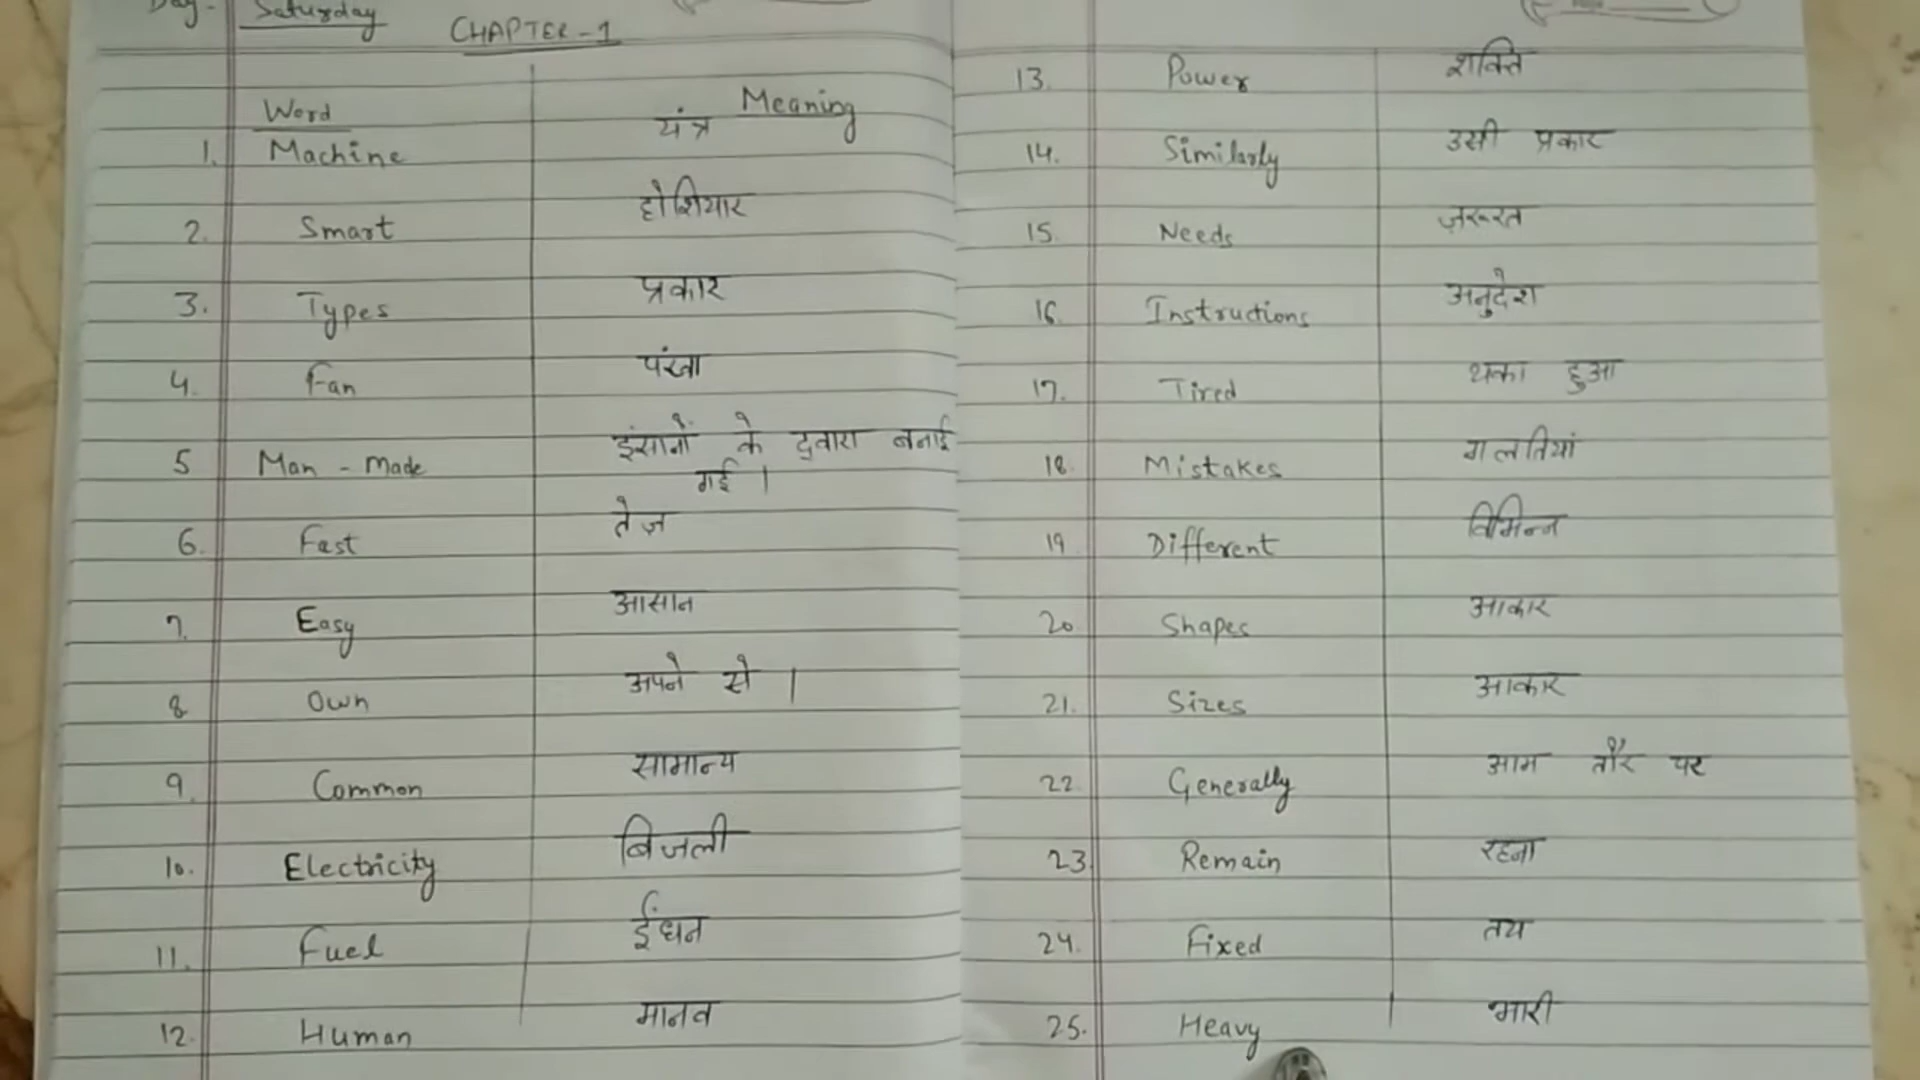 Day- Saturday
CHAPTER-1
Word Meaning
1. Machine यंत्र
2. Smart होशियार
3. Types प्रकार
4. Fan पंखा
5 Man-made इंसानों के द्वारा बनाई
गई।
6. Fast तेज़
7. Easy आसान
8 Own अपने से।
9. Common सामान्य
10. Electricity बिजली
11. Fuel ईंधन
12. Human मानव
13. Power शक्ति
14. Similarly उसी प्रकार
15. Needs ज़रूरत
16. Instructions अनुदेश
17. Tired थका हुआ
18. Mistakes गलतियां
19 Different विभिन्न
20 Shapes आकार
21. Sizes आकार
22. Generally आम तौर पर
23. Remain रहना
24. Fixed तय
25. Heavy भारी